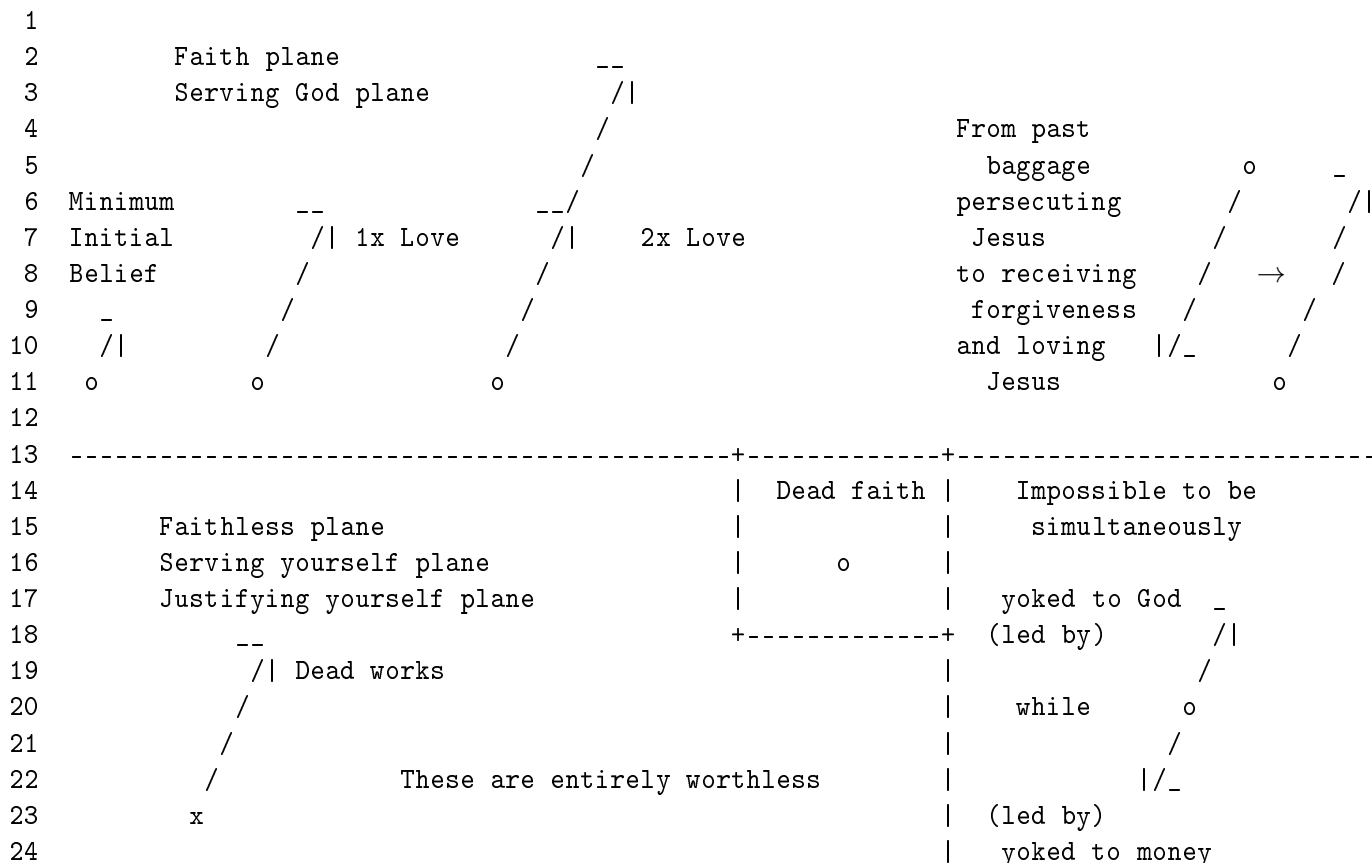 1
2         Faith plane                 __
3         Serving God plane            /|
4                                     /                       From past
5                                    /                          baggage          o     _
6  Minimum        __              __/                         persecuting       /       /|
7  Initial         /| 1x Love      /|    2x Love               Jesus           /       /
8  Belief         /               /                           to receiving    /   →   /
9    _           /               /                             forgiveness   /       /
10   /|         /               /                             and loving   |/_      /
11  o          o               o                                Jesus              o
12
13 --------------------------------------------+-------------+----------------------------
14                                             |  Dead faith |    Impossible to be
15       Faithless plane                       |             |     simultaneously
16       Serving yourself plane                |      o      |
17       Justifying yourself plane             |             |   yoked to God  _
18            __                               +-------------+  (led by)       /|
19             /| Dead works                                 |                /
20            /                                              |    while      o
21           /                                               |              /
22          /            These are entirely worthless        |            |/_
23         x                                                 |  (led by)
24                                                           |   yoked to money